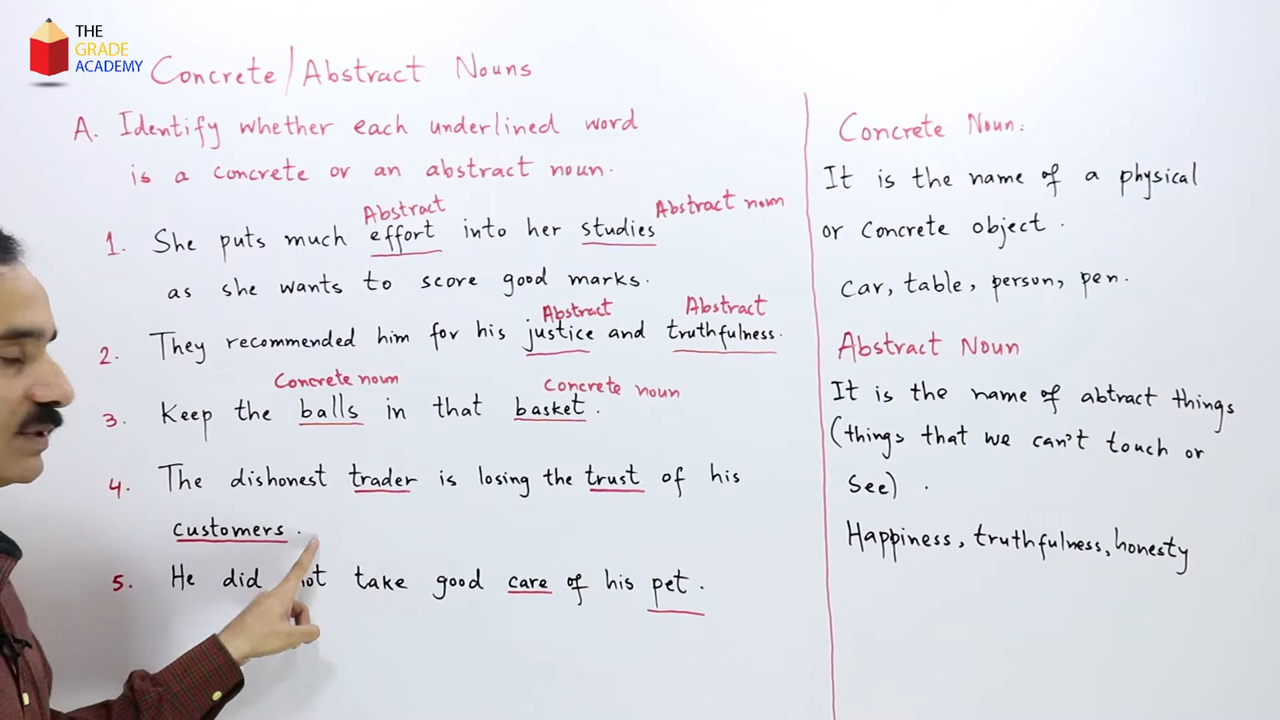 THE
GRADE
ACADEMY
Concrete/Abstract Nouns
A. Identify whether each underlined word
is a concrete or an abstract noun.
Abstract
Abstract noun
1. She puts much effort into her studies
as she wants to score good marks.
Abstract
Abstract
2. They recommended him for his justice and truthfulness.
Concrete noun
Concrete noun
3. Keep the balls in that basket.
4. The dishonest trader is losing the trust of his
customers.
5. He did not take good care of his pet.
Concrete Noun:
It is the name of a physical
or concrete object.
car, table, person, pen.
Abstract Noun
It is the name of abtract things
(things that we can't touch or
see).
Happiness, truthfulness, honesty